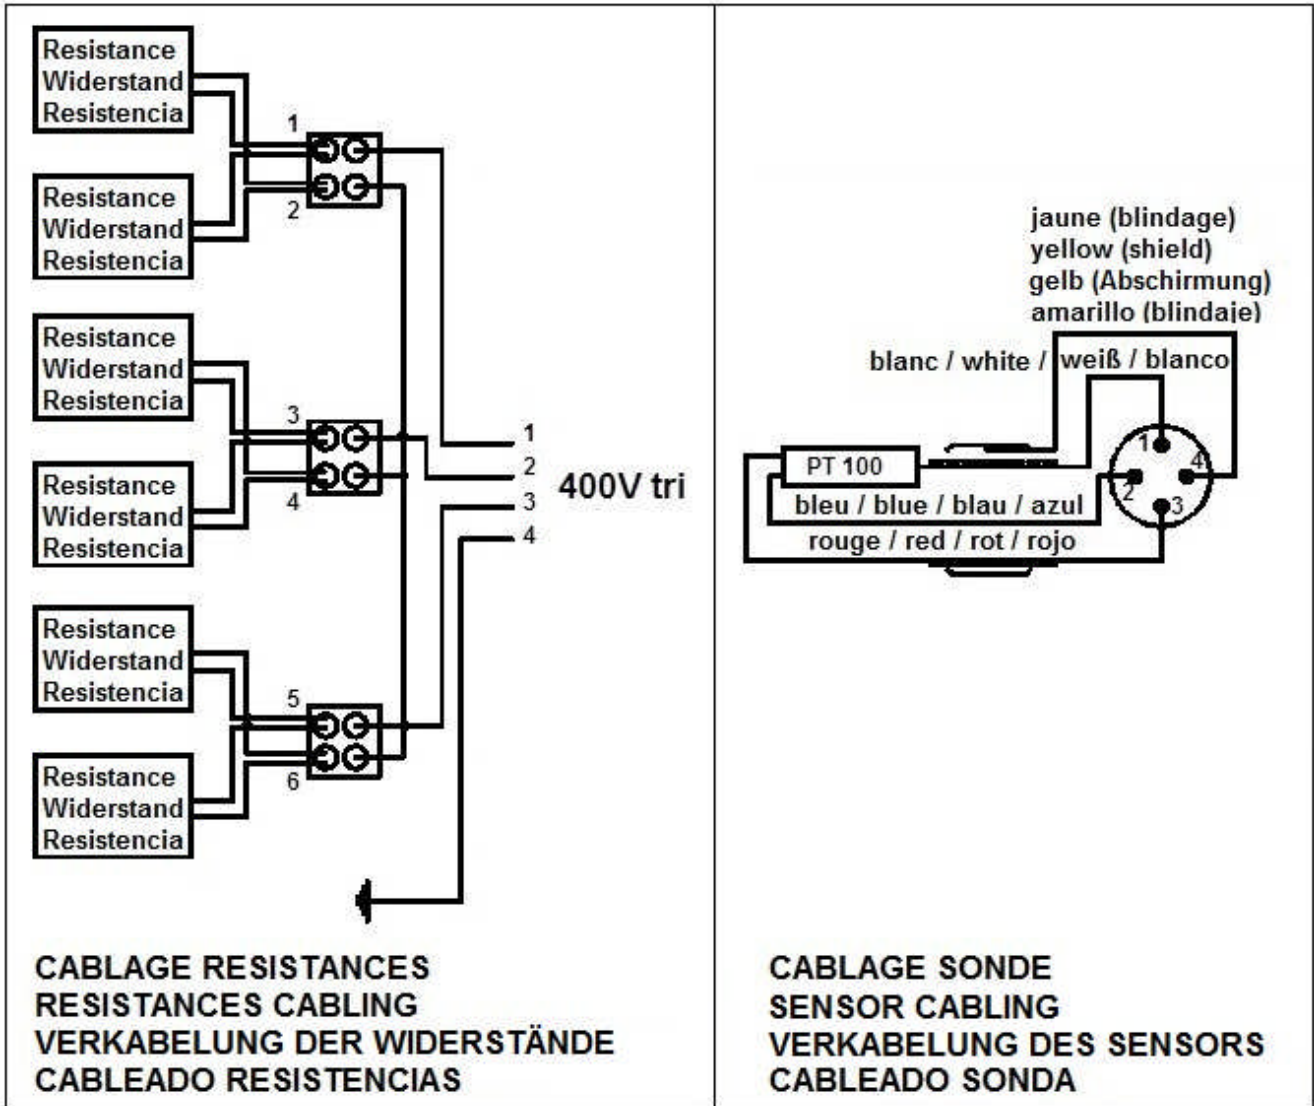 Resistance
Widerstand
Resistencia
1
2
Resistance
Widerstand
Resistencia
Resistance
Widerstand
Resistencia
3
4
Resistance
Widerstand
Resistencia
Resistance
Widerstand
Resistencia
5
6
Resistance
Widerstand
Resistencia
1
2
3
4
400V tri
CABLAGE RESISTANCES
RESISTANCES CABLING
VERKABELUNG DER WIDERSTÄNDE
CABLEADO RESISTENCIAS
jaune (blindage)
yellow (shield)
gelb (Abschirmung)
amarillo (blindaje)
blanc / white / weiß / blanco
PT 100
1
4
2
3
bleu / blue / blau / azul
rouge / red / rot / rojo
CABLAGE SONDE
SENSOR CABLING
VERKABELUNG DES SENSORS
CABLEADO SONDA